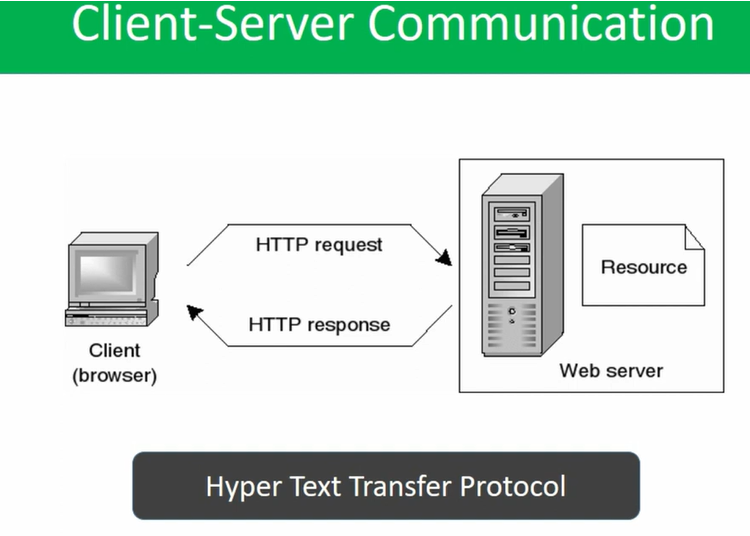 Client-Server Communication
HTTP request
Resource
HTTP response
Client
(browser)
Web server
Hyper Text Transfer Protocol